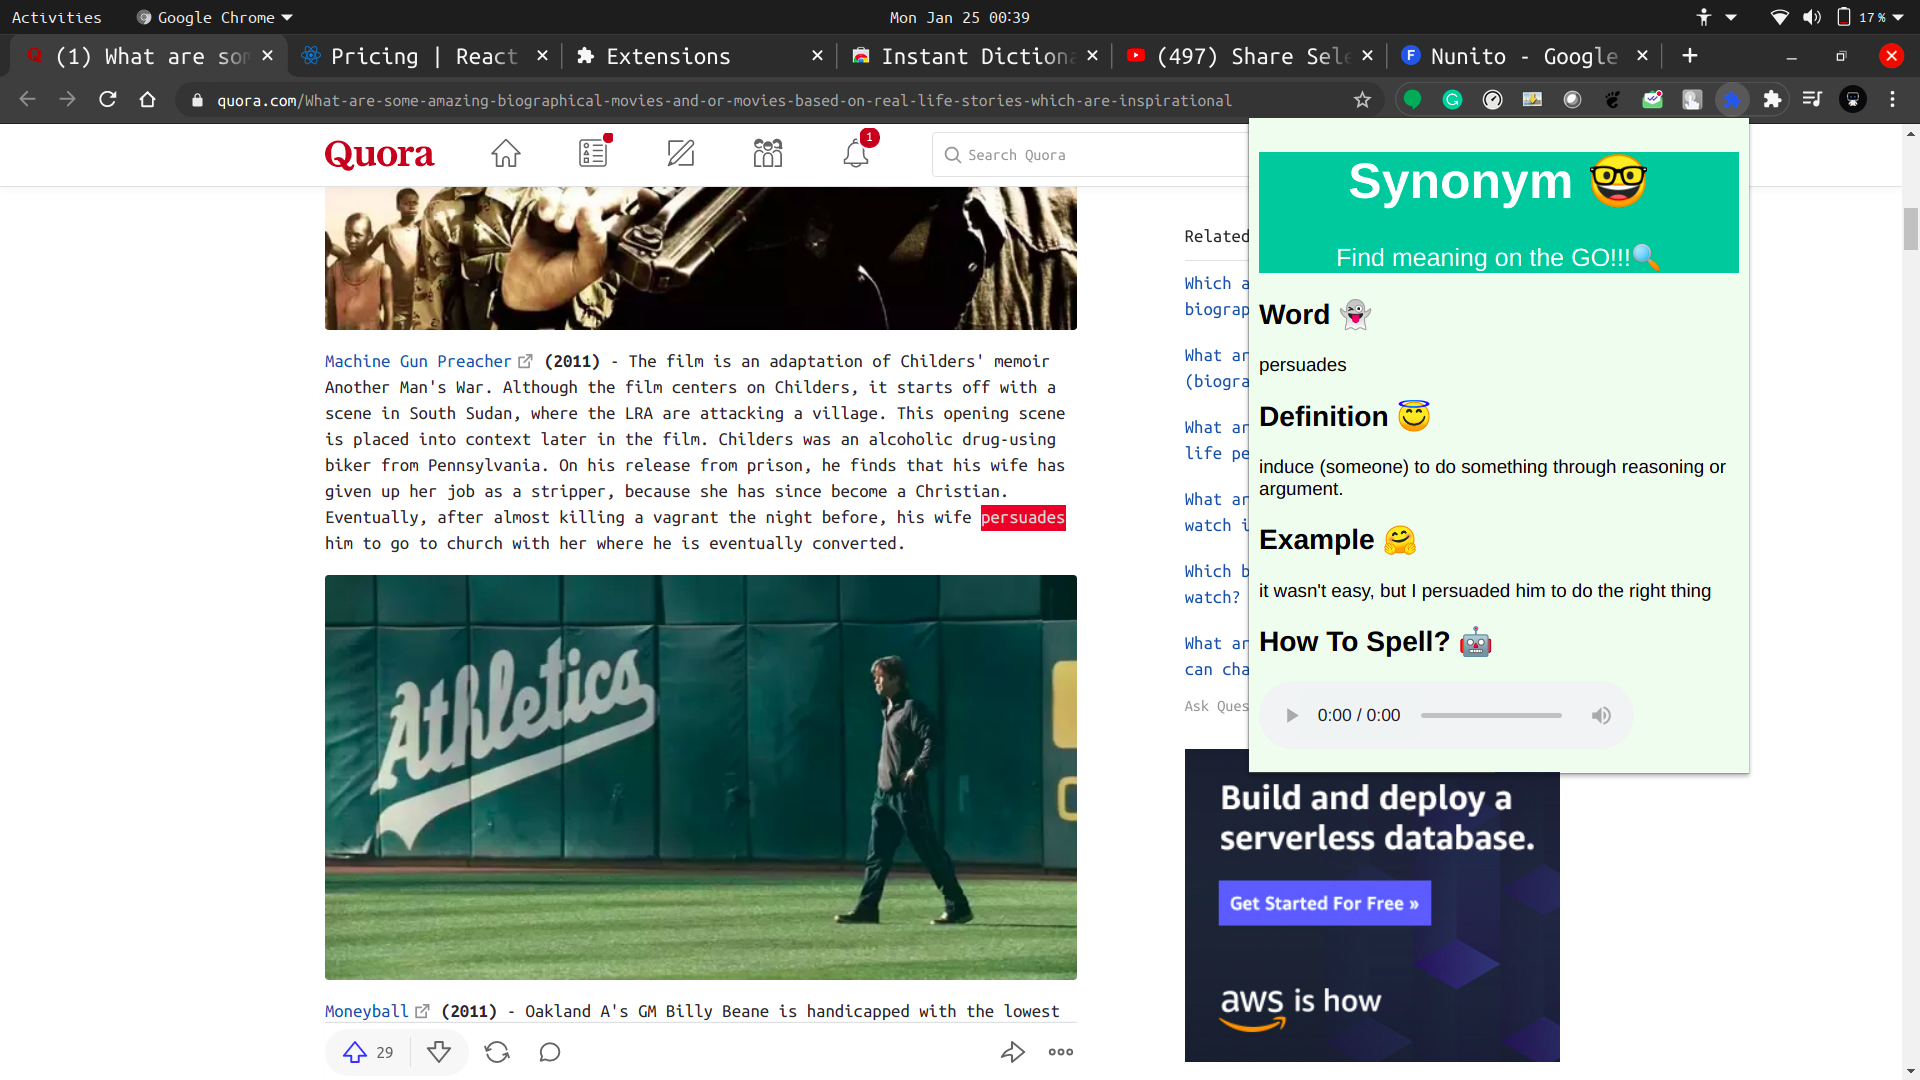 Activities
Google Chrome
Mon Jan 25 00:39
17 %
(1) What are som
Pricing | React
Extensions
Instant Dictiona
(497) Share Sele
Nunito - Google
quora.com/What-are-some-amazing-biographical-movies-and-or-movies-based-on-real-life-stories-which-are-inspirational
Quora
1
Search Quora
Machine Gun Preacher (2011) - The film is an adaptation of Childers' memoir
Another Man's War. Although the film centers on Childers, it starts off with a
scene in South Sudan, where the LRA are attacking a village. This opening scene
is placed into context later in the film. Childers was an alcoholic drug-using
biker from Pennsylvania. On his release from prison, he finds that his wife has
given up her job as a stripper, because she has since become a Christian.
Eventually, after almost killing a vagrant the night before, his wife persuades
him to go to church with her where he is eventually converted.
Athletics
Moneyball (2011) - Oakland A's GM Billy Beane is handicapped with the lowest
29
Related
Which a
biograp
What ar
(biogra
What ar
life pe
What ar
watch i
Which b
watch?
What ar
can cha
Ask Ques
Synonym 🤓
Find meaning on the GO!!!🔍
Word 👻
persuades
Definition 😇
induce (someone) to do something through reasoning or
argument.
Example 🤗
it wasn't easy, but I persuaded him to do the right thing
How To Spell? 🤖
0:00 / 0:00
Build and deploy a
serverless database.
Get Started For Free »
aws is how